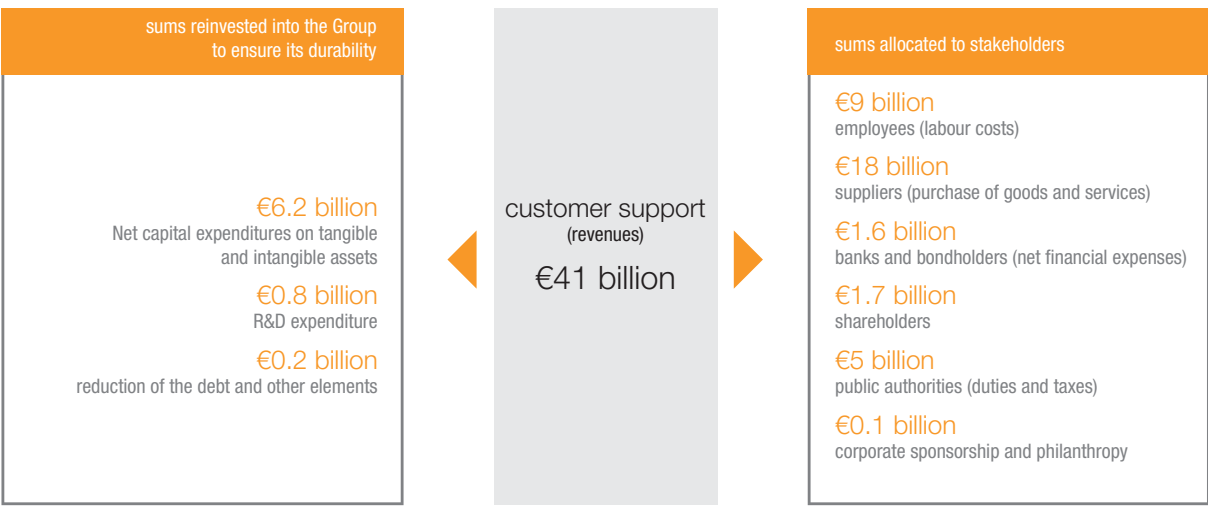 sums reinvested into the Group
to ensure its durability
€6.2 billion
Net capital expenditures on tangible
and intangible assets
€0.8 billion
R&D expenditure
€0.2 billion
reduction of the debt and other elements
customer support
(revenues)
€41 billion
sums allocated to stakeholders
€9 billion
employees (labour costs)
€18 billion
suppliers (purchase of goods and services)
€1.6 billion
banks and bondholders (net financial expenses)
€1.7 billion
shareholders
€5 billion
public authorities (duties and taxes)
€0.1 billion
corporate sponsorship and philanthropy